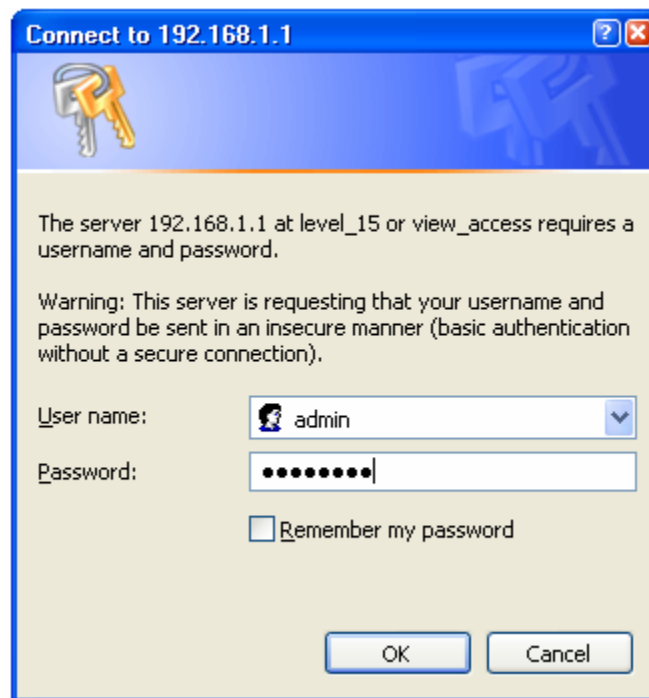 Connect to 192.168.1.1
?
The server 192.168.1.1 at level_15 or view_access requires a
username and password.
Warning: This server is requesting that your username and
password be sent in an insecure manner (basic authentication
without a secure connection).
User name:
admin
Password:
●●●●●●●●
Remember my password
OK
Cancel